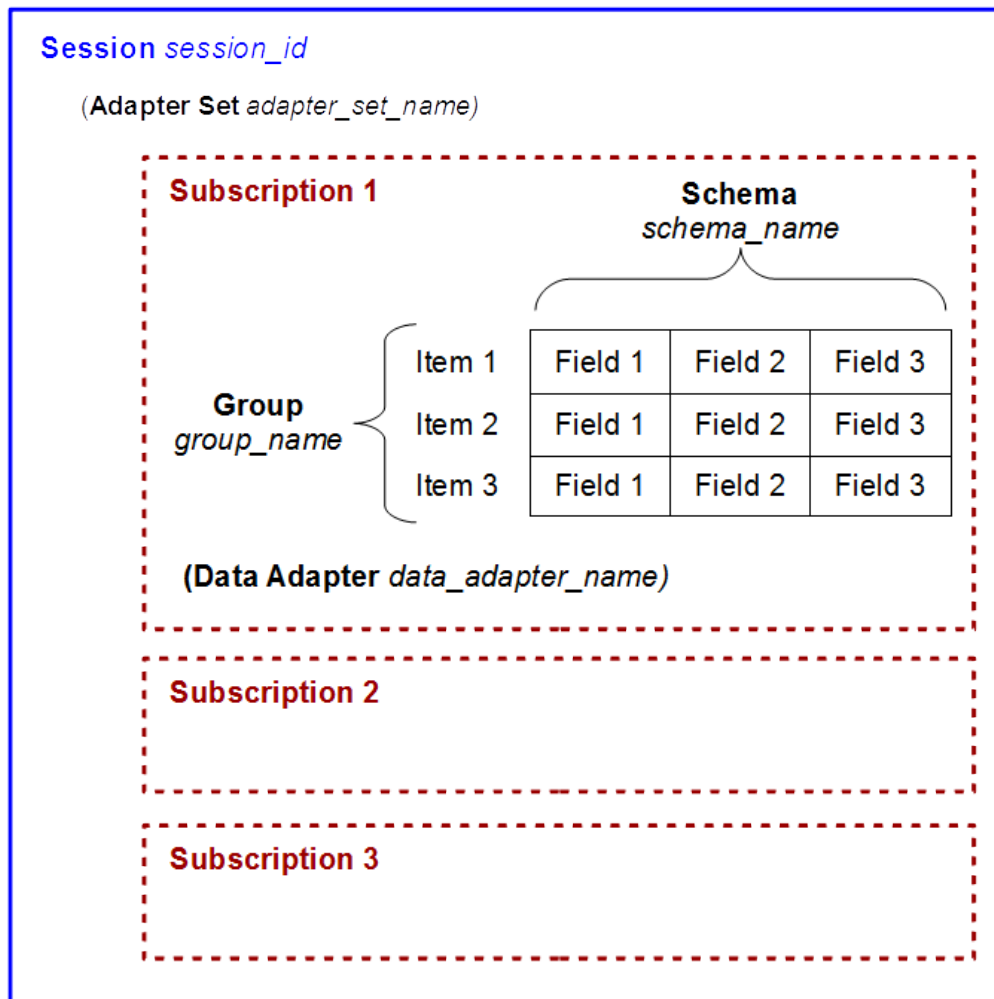 Session session_id
(Adapter Set adapter_set_name)
Subscription 1
Schema
schema_name
Group
group_name
Item 1 Field 1 Field 2 Field 3
Item 2 Field 1 Field 2 Field 3
Item 3 Field 1 Field 2 Field 3
(Data Adapter data_adapter_name)
Subscription 2
Subscription 3